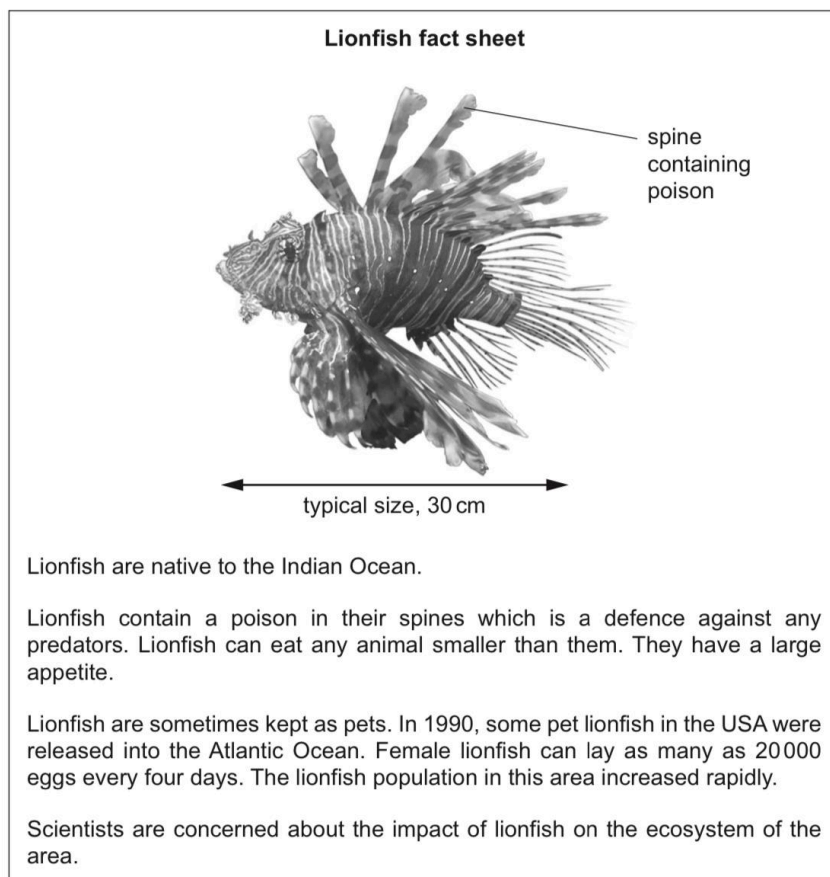 Lionfish fact sheet
spine
containing
poison
typical size, 30 cm
Lionfish are native to the Indian Ocean.
Lionfish contain a poison in their spines which is a defence against any
predators. Lionfish can eat any animal smaller than them. They have a large
appetite.
Lionfish are sometimes kept as pets. In 1990, some pet lionfish in the USA were
released into the Atlantic Ocean. Female lionfish can lay as many as 20 000
eggs every four days. The lionfish population in this area increased rapidly.
Scientists are concerned about the impact of lionfish on the ecosystem of the
area.